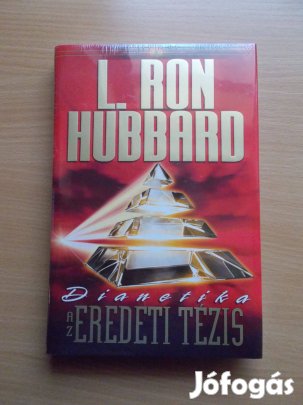 L. RON
HUBBARD
Dianetika
AZ EREDETI TÉZIS
Jófogás